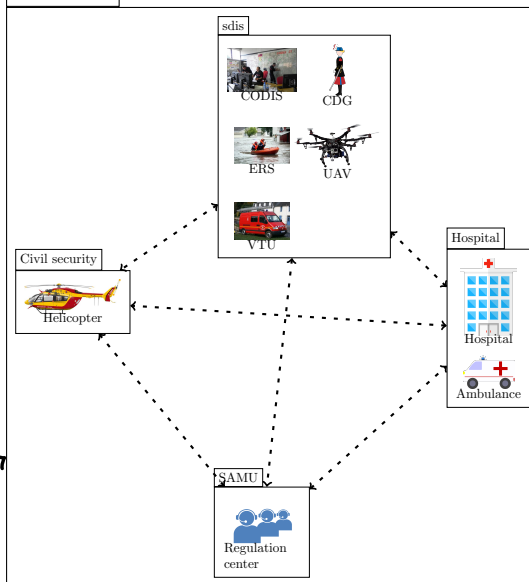 sdis
CODIS
CDG
ERS
UAV
VTU
Civil security
Helicopter
Hospital
Hospital
Ambulance
SAMU
Regulation
center